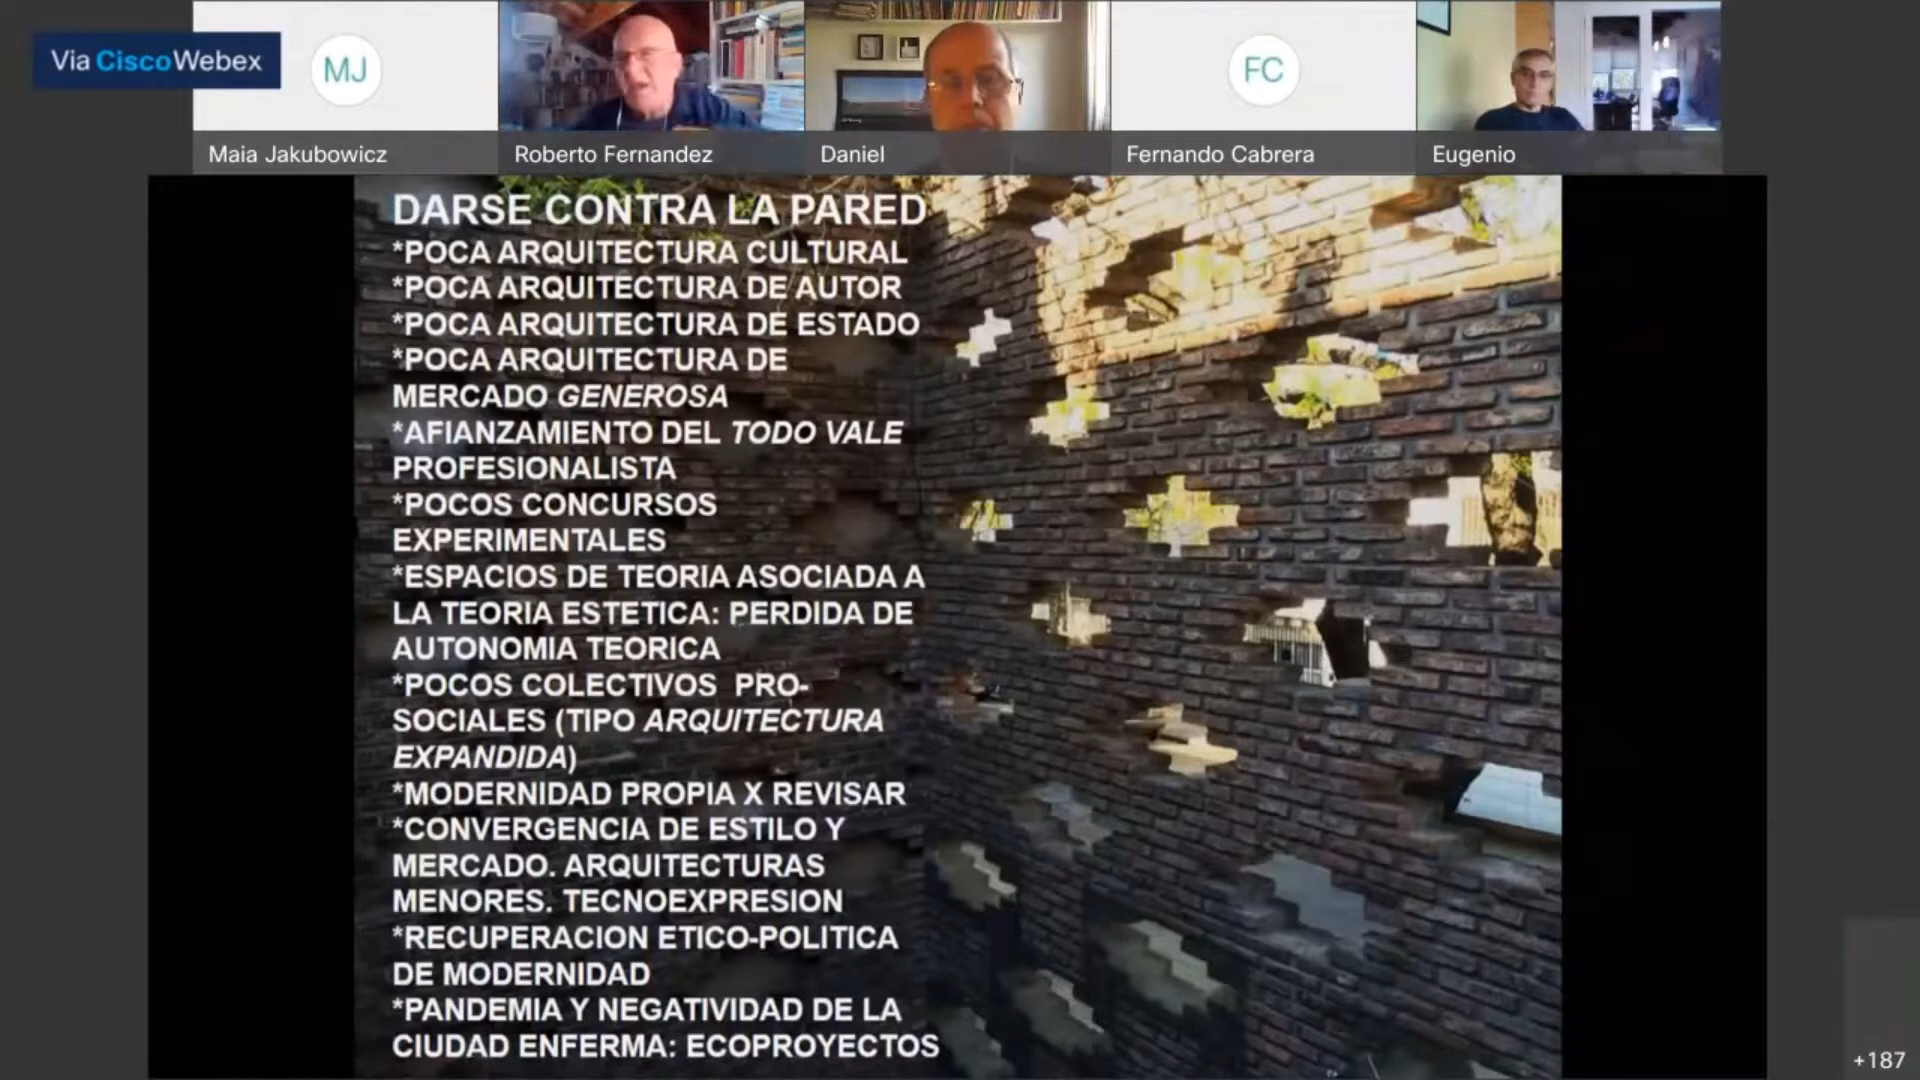 Via CiscoWebex
MJ
FC
Maia Jakubowicz
Roberto Fernandez
Daniel
Fernando Cabrera
Eugenio
DARSE CONTRA LA PARED
*POCA ARQUITECTURA CULTURAL
*POCA ARQUITECTURA DE AUTOR
*POCA ARQUITECTURA DE ESTADO
*POCA ARQUITECTURA DE
MERCADO GENEROSA
*AFIANZAMIENTO DEL TODO VALE
PROFESIONALISTA
*POCOS CONCURSOS
EXPERIMENTALES
*ESPACIOS DE TEORIA ASOCIADA A
LA TEORIA ESTETICA: PERDIDA DE
AUTONOMIA TEORICA
*POCOS COLECTIVOS PRO-
SOCIALES (TIPO ARQUITECTURA
EXPANDIDA)
*MODERNIDAD PROPIA X REVISAR
*CONVERGENCIA DE ESTILO Y
MERCADO. ARQUITECTURAS
MENORES. TECNOEXPRESION
*RECUPERACION ETICO-POLITICA
DE MODERNIDAD
*PANDEMIA Y NEGATIVIDAD DE LA
CIUDAD ENFERMA: ECOPROYECTOS
+187